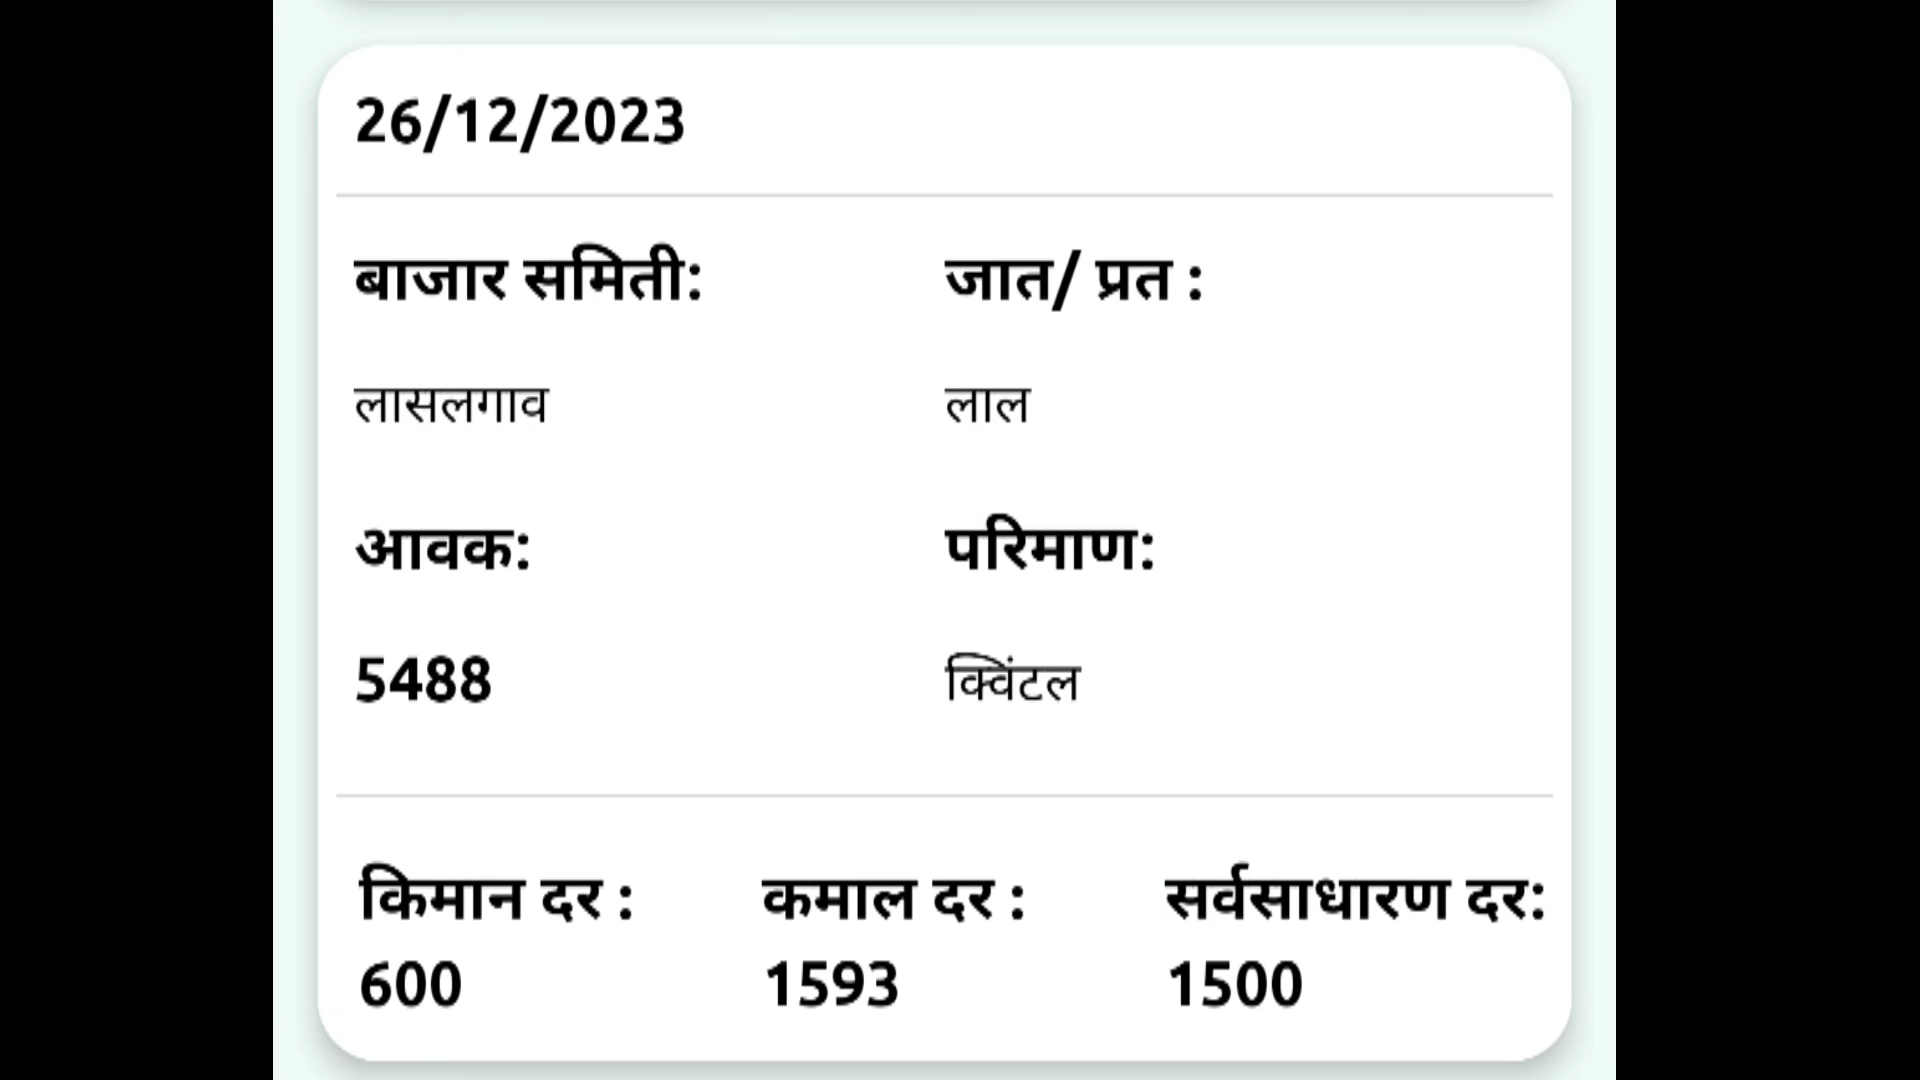 26/12/2023
बाजार समिती: जात/ प्रत :
लासलगाव लाल
आवक: परिमाण:
5488 क्विंटल
किमान दर : कमाल दर : सर्वसाधारण दर:
600 1593 1500